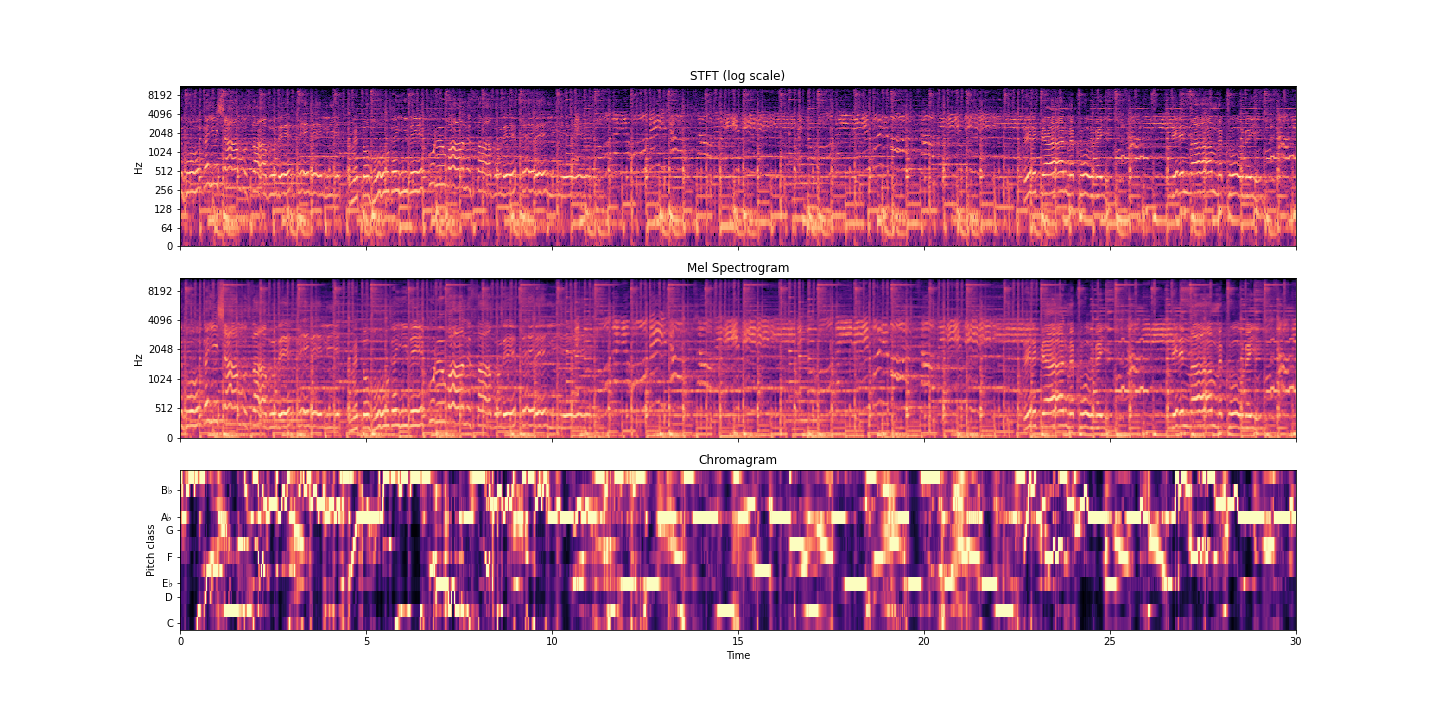 STFT (log scale)
8192
4096
2048
1024
512
256
128
64
0
Hz
Mel Spectrogram
8192
4096
2048
1024
512
0
Hz
Chromagram
B♭
A♭
G
F
E♭
D
C
Pitch class
0 5 10 15 20 25 30
Time